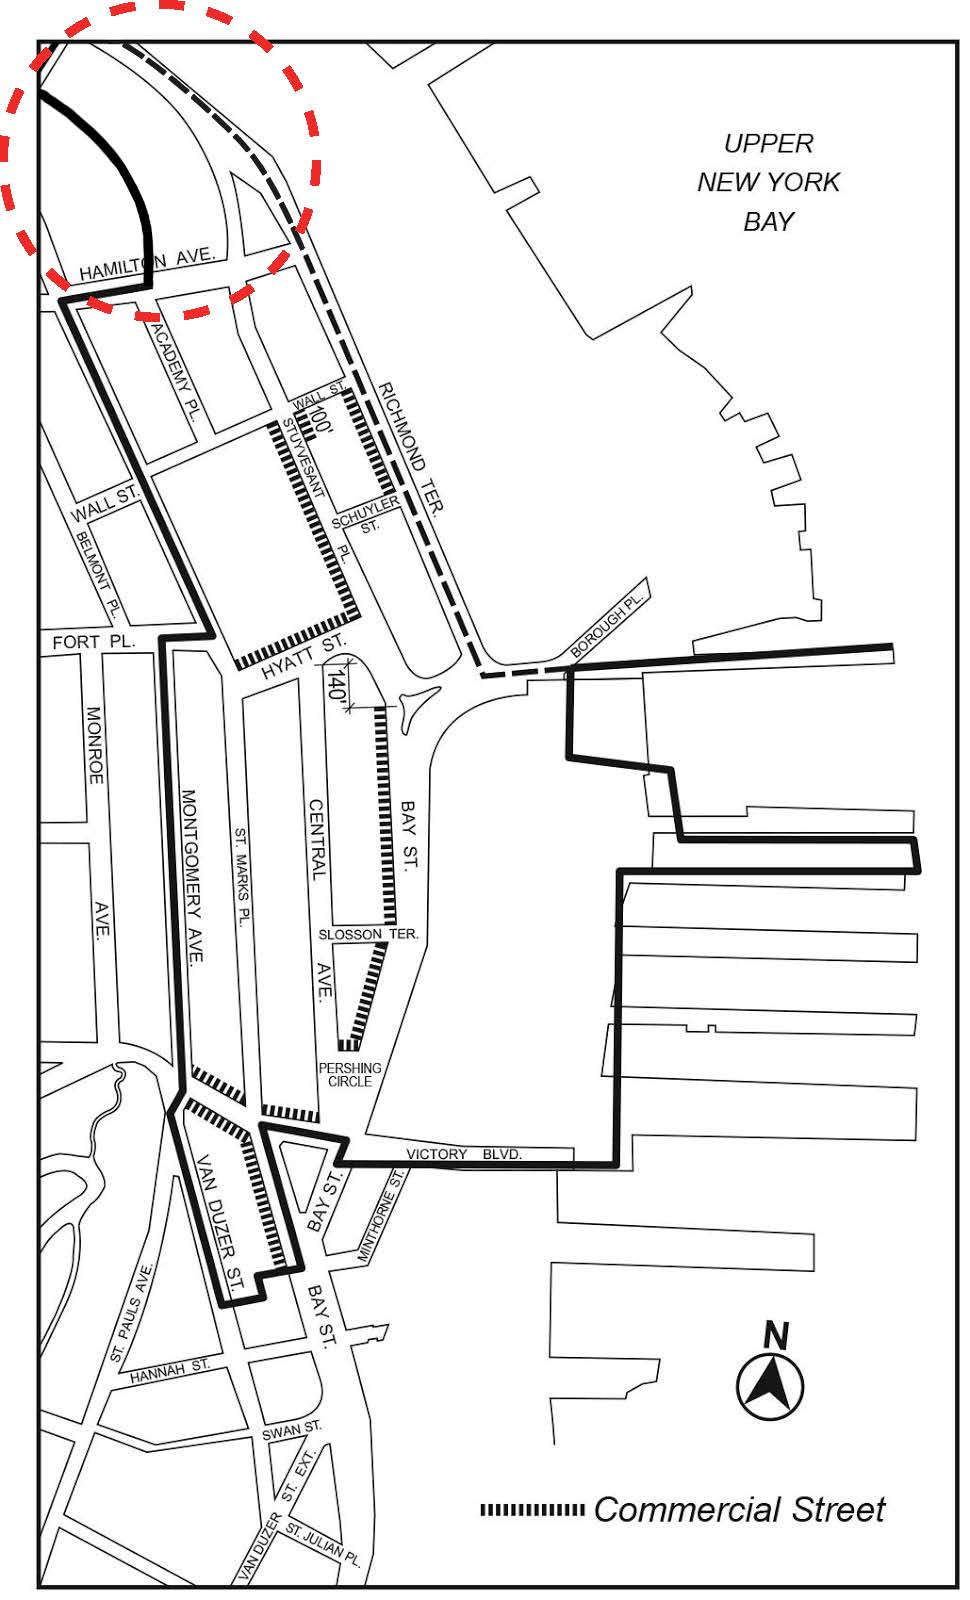 UPPER
NEW YORK
BAY
HAMILTON AVE.
ACADEMY PL.
WALL ST.
100'
STUYVESANT
PL.
RICHMOND TER.
SCHUYLER
ST.
WALL ST.
BELMONT PL.
FORT PL.
HYATT ST.
140'
BOROUGH PL.
MONROE
AVE.
MONTGOMERY AVE.
ST. MARKS PL.
CENTRAL
AVE.
BAY ST.
SLOSSON TER.
PERSHING
CIRCLE
VICTORY BLVD.
VAN DUZER ST.
BAY ST.
MINTHORNE ST.
BAY ST.
ST. PAULS AVE.
HANNAH ST.
SWAN ST.
VAN DUZER ST. EXT.
ST. JULIAN PL.
N
Commercial Street